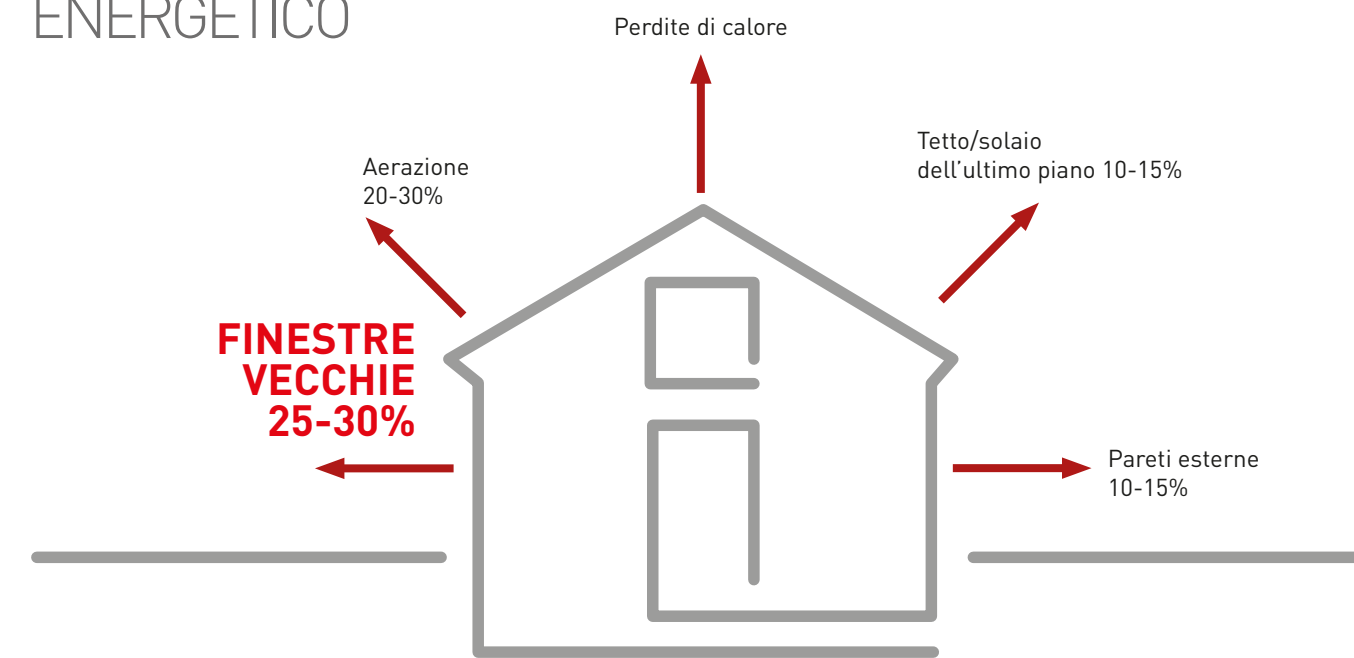 ENERGETICO
Perdite di calore
Aerazione
20-30%
Tetto/solaio
dell'ultimo piano 10-15%
FINESTRE
VECCHIE
25-30%
Pareti esterne
10-15%